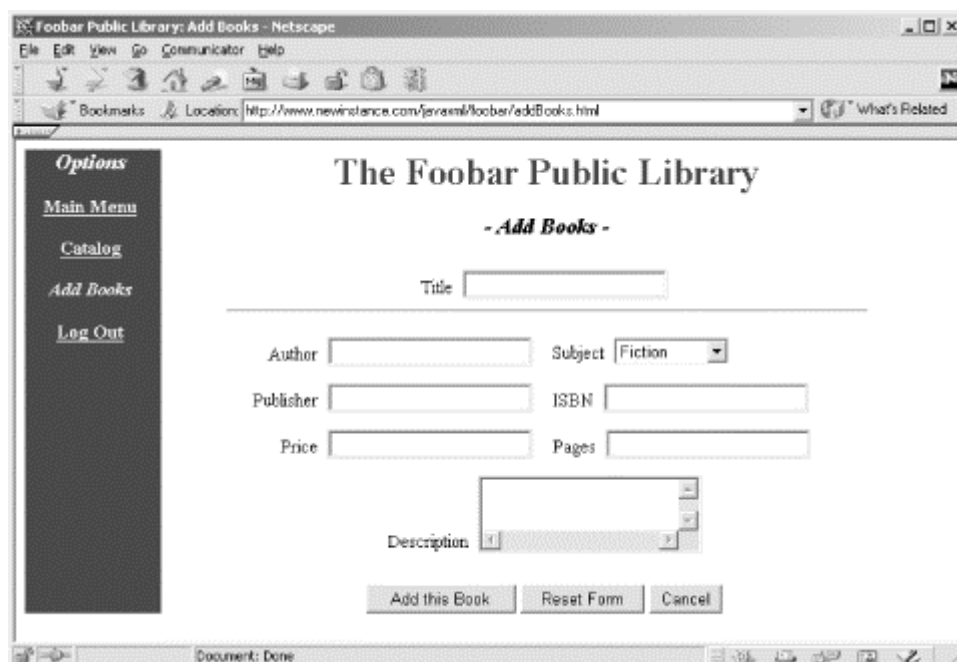 Foobar Public Library: Add Books - Netscape
File Edit View Go Communicator Help
Bookmarks Location: http://www.newinstance.com/javaxml/foobar/addBooks.html What's Related
Options
Main Menu
Catalog
Add Books
Log Out
The Foobar Public Library
- Add Books -
Title
Author Subject Fiction
Publisher ISBN
Price Pages
Description
Add this Book Reset Form Cancel
Document: Done